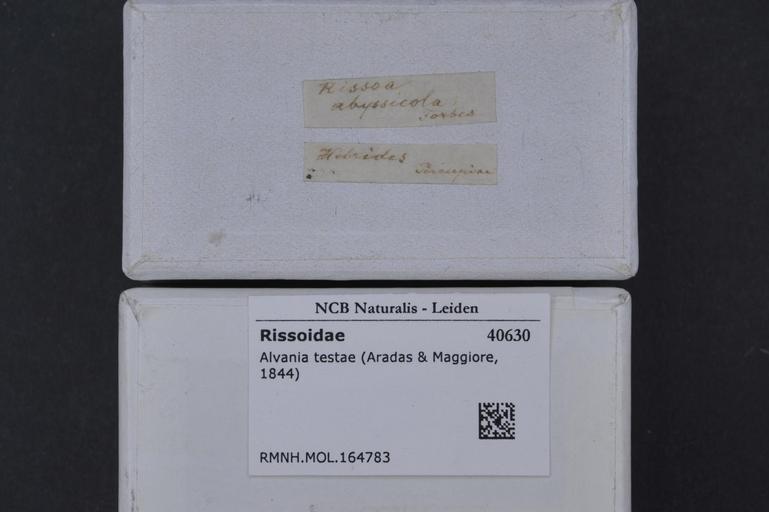 Rissoa
abyssicola
Forbes
Hebrides
NCB Naturalis - Leiden
Rissoidae 40630
Alvania testae (Aradas & Maggiore,
1844)
RMNH.MOL.164783